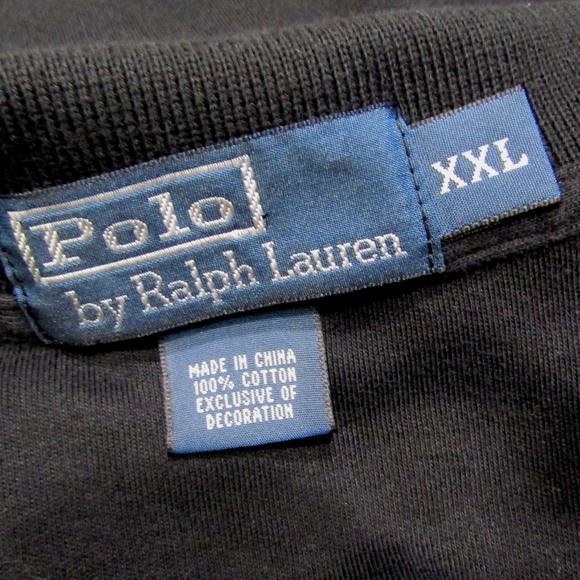 Polo
by Ralph Lauren
XXL
MADE IN CHINA
100% COTTON
EXCLUSIVE OF
DECORATION